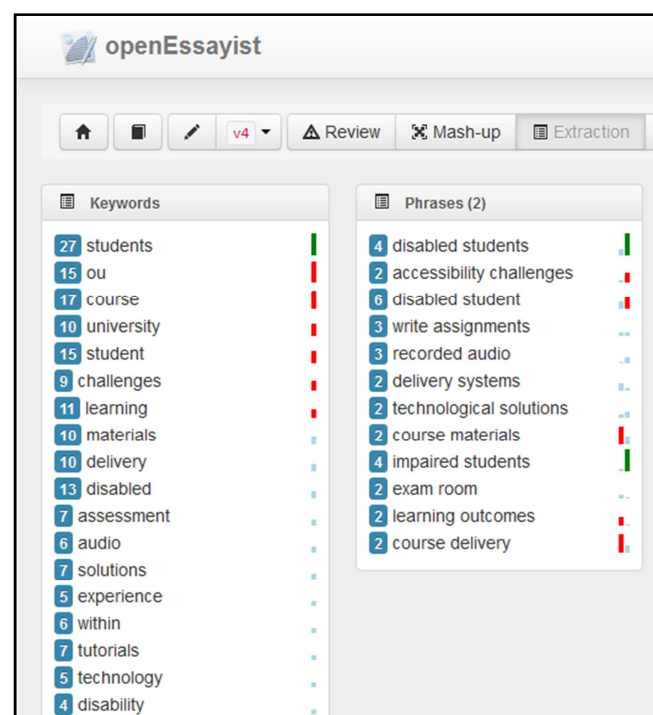 openEssayist
v4 Review Mash-up Extraction
Keywords
27 students
15 ou
17 course
10 university
15 student
9 challenges
11 learning
10 materials
10 delivery
13 disabled
7 assessment
6 audio
7 solutions
5 experience
6 within
7 tutorials
5 technology
4 disability
Phrases (2)
4 disabled students
2 accessibility challenges
6 disabled student
3 write assignments
3 recorded audio
2 delivery systems
2 technological solutions
2 course materials
4 impaired students
2 exam room
2 learning outcomes
2 course delivery